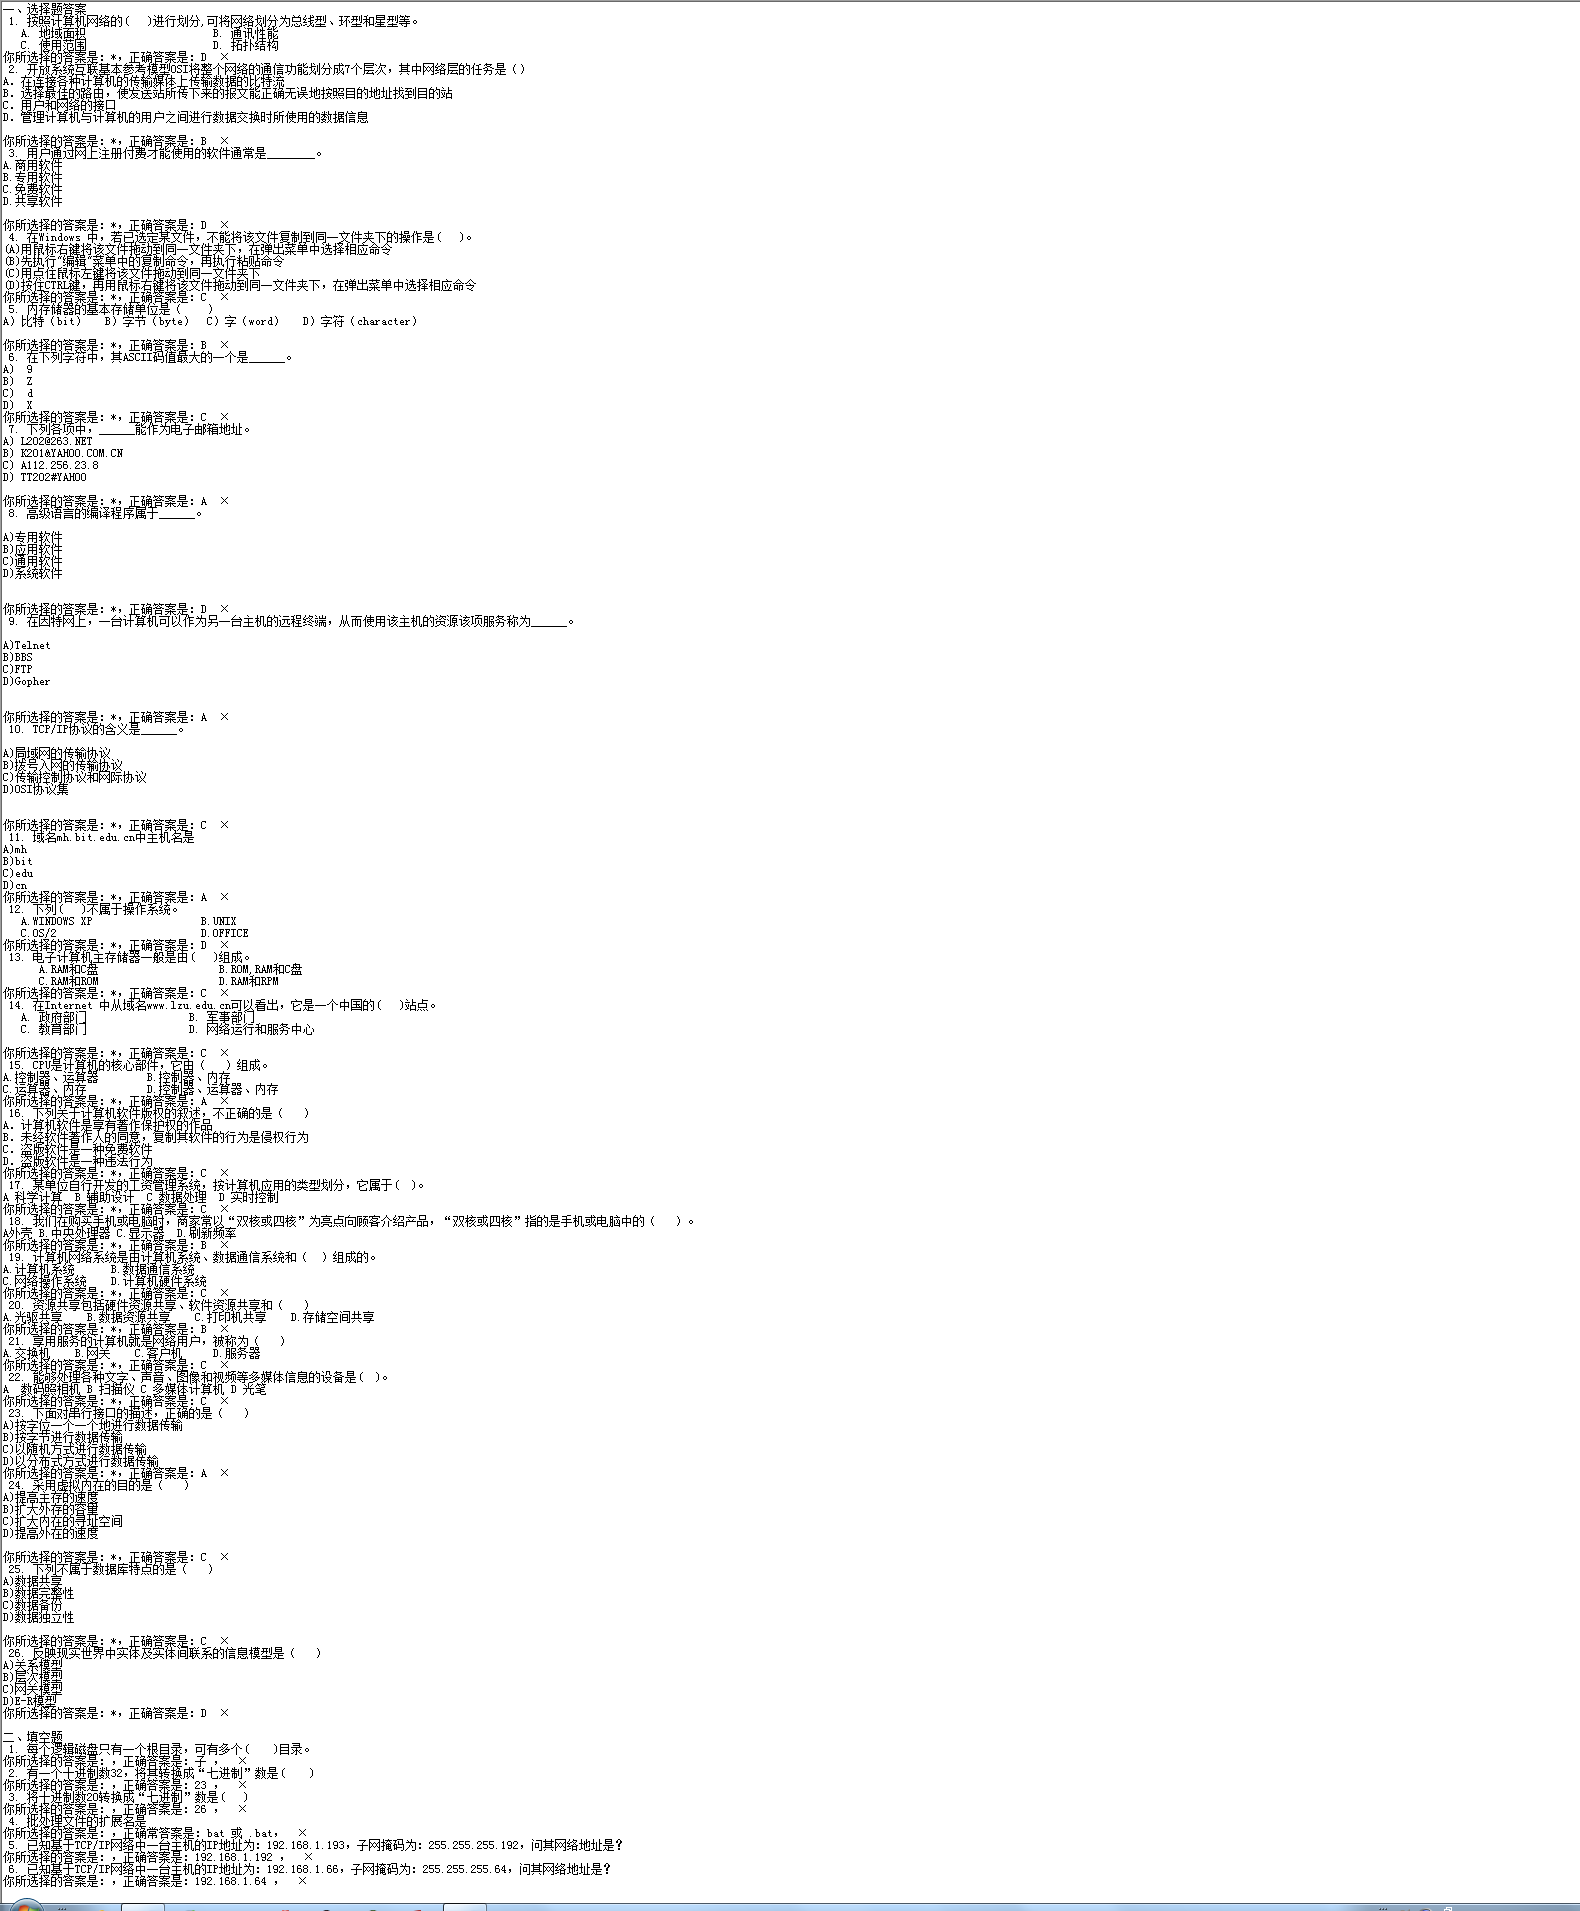 一、选择题答案
1. 按照计算机网络的(   )进行划分,可将网络划分为总线型、环型和星型等。
A. 地域面积 B. 通讯性能
C. 使用范围 D. 拓扑结构
你所选择的答案是: *, 正确答案是: D ×
2. 开放系统互联基本参考模型OSI将整个网络的通信功能划分成7个层次，其中网络层的任务是（）
A. 在连接各种计算机的传输媒体上传输数据的比特流
B. 选择最佳的路由，使发送站所传下来的报文能正确无误地按照目的地址找到目的站
C. 用户和网络的接口
D. 管理计算机与计算机的用户之间进行数据交换时所使用的数据信息
你所选择的答案是: *, 正确答案是: B ×
3. 用户通过网上注册付费才能使用的软件通常是________。
A.商用软件
B.专用软件
C.免费软件
D.共享软件
你所选择的答案是: *, 正确答案是: D ×
4. 在Windows 中，若已选定某文件，不能将该文件复制到同一文件夹下的操作是(   )。
(A)用鼠标右键将该文件拖动到同一文件夹下，在弹出菜单中选择相应命令
(B)先执行"编辑"菜单中的复制命令，再执行粘贴命令
(C)用点住鼠标左键将该文件拖动到同一文件夹下
(D)按住CTRL键，再用鼠标右键将该文件拖动到同一文件夹下，在弹出菜单中选择相应命令
你所选择的答案是: *, 正确答案是: C ×
5. 内存储器的基本存储单位是（    ）
A）比特（bit） B）字节（byte） C）字（word） D）字符（character）
你所选择的答案是: *, 正确答案是: B ×
6. 在下列字符中，其ASCII码值最大的一个是______。
A) 9
B) Z
C) d
D) X
你所选择的答案是: *, 正确答案是: C ×
7. 下列各项中，______能作为电子邮箱地址。
A) L202@263.NET
B) K201&YAHOO.COM.CN
C) A112.256.23.8
D) TT202#YAHOO
你所选择的答案是: *, 正确答案是: A ×
8. 高级语言的编译程序属于______。
A)专用软件
B)应用软件
C)通用软件
D)系统软件
你所选择的答案是: *, 正确答案是: D ×
9. 在因特网上，一台计算机可以作为另一台主机的远程终端，从而使用该主机的资源该项服务称为______。
A)Telnet
B)BBS
C)FTP
D)Gopher
你所选择的答案是: *, 正确答案是: A ×
10. TCP/IP协议的含义是______。
A)局域网的传输协议
B)拨号入网的传输协议
C)传输控制协议和网际协议
D)OSI协议集
你所选择的答案是: *, 正确答案是: C ×
11. 域名mh.bit.edu.cn中主机名是
A)mh
B)bit
C)edu
D)cn
你所选择的答案是: *, 正确答案是: A ×
12. 下列(   )不属于操作系统。
A.WINDOWS XP B.UNIX
C.OS/2 D.OFFICE
你所选择的答案是: *, 正确答案是: D ×
13. 电子计算机主存储器一般是由(   )组成。
A.RAM和C盘 B.ROM,RAM和C盘
C.RAM和ROM D.RAM和RPM
你所选择的答案是: *, 正确答案是: C ×
14. 在Internet 中从域名www.lzu.edu.cn可以看出，它是一个中国的(   )站点。
A. 政府部门 B. 军事部门
C. 教育部门 D. 网络运行和服务中心
你所选择的答案是: *, 正确答案是: C ×
15. CPU是计算机的核心部件，它由（   ）组成。
A.控制器、运算器 B.控制器、内存
C.运算器、内存 D.控制器、运算器、内存
你所选择的答案是: *, 正确答案是: A ×
16. 下列关于计算机软件版权的叙述，不正确的是（   ）
A. 计算机软件是享有著作保护权的作品
B. 未经软件著作人的同意，复制其软件的行为是侵权行为
C. 盗版软件是一种免费软件
D. 盗版软件是一种违法行为
你所选择的答案是: *, 正确答案是: C ×
17. 某单位自行开发的工资管理系统，按计算机应用的类型划分，它属于(  )。
A 科学计算 B 辅助设计 C 数据处理 D 实时控制
你所选择的答案是: *, 正确答案是: C ×
18. 我们在购买手机或电脑时，商家常以“双核或四核”为亮点向顾客介绍产品，“双核或四核”指的是手机或电脑中的（   ）。
A外壳 B.中央处理器 C.显示器 D.刷新频率
你所选择的答案是: *, 正确答案是: B ×
19. 计算机网络系统是由计算机系统、数据通信系统和（  ）组成的。
A.计算机系统 B.数据通信系统
C.网络操作系统 D.计算机硬件系统
你所选择的答案是: *, 正确答案是: C ×
20. 资源共享包括硬件资源共享、软件资源共享和（   ）
A.光驱共享 B.数据资源共享 C.打印机共享 D.存储空间共享
你所选择的答案是: *, 正确答案是: B ×
21. 享用服务的计算机就是网络用户，被称为（   ）
A.交换机 B.网关 C.客户机 D.服务器
你所选择的答案是: *, 正确答案是: C ×
22. 能够处理各种文字、声音、图像和视频等多媒体信息的设备是(  )。
A 数码照相机 B 扫描仪 C 多媒体计算机 D 光笔
你所选择的答案是: *, 正确答案是: C ×
23. 下面对串行接口的描述，正确的是（   ）
A)按字位一个一个地进行数据传输
B)按字节进行数据传输
C)以随机方式进行数据传输
D)以分布式方式进行数据传输
你所选择的答案是: *, 正确答案是: A ×
24. 采用虚拟内在的目的是（   ）
A)提高主存的速度
B)扩大外存的容量
C)扩大内在的寻址空间
D)提高外在的速度
你所选择的答案是: *, 正确答案是: C ×
25. 下列不属于数据库特点的是（   ）
A)数据共享
B)数据完整性
C)数据备份
D)数据独立性
你所选择的答案是: *, 正确答案是: C ×
26. 反映现实世界中实体及实体间联系的信息模型是（   ）
A)关系模型
B)层次模型
C)网关模型
D)E-R模型
你所选择的答案是: *, 正确答案是: D ×
二、填空题
1. 每个逻辑磁盘只有一个根目录，可有多个(    )目录。
你所选择的答案是: , 正确答案是: 子 , ×
2. 有一个十进制数32，将其转换成“七进制”数是(    )
你所选择的答案是: , 正确答案是: 23 , ×
3. 将十进制数20转换成“七进制”数是(   )
你所选择的答案是: , 正确答案是: 26 , ×
4. 批处理文件的扩展名是
你所选择的答案是: , 正确常答案是: bat 或 .bat, ×
5. 已知基于TCP/IP网络中一台主机的IP地址为: 192.168.1.193，子网掩码为: 255.255.255.192，问其网络地址是?
你所选择的答案是: , 正确答案是: 192.168.1.192 , ×
6. 已知基于TCP/IP网络中一台主机的IP地址为: 192.168.1.66，子网掩码为: 255.255.255.64，问其网络地址是?
你所选择的答案是: , 正确答案是: 192.168.1.64 , ×